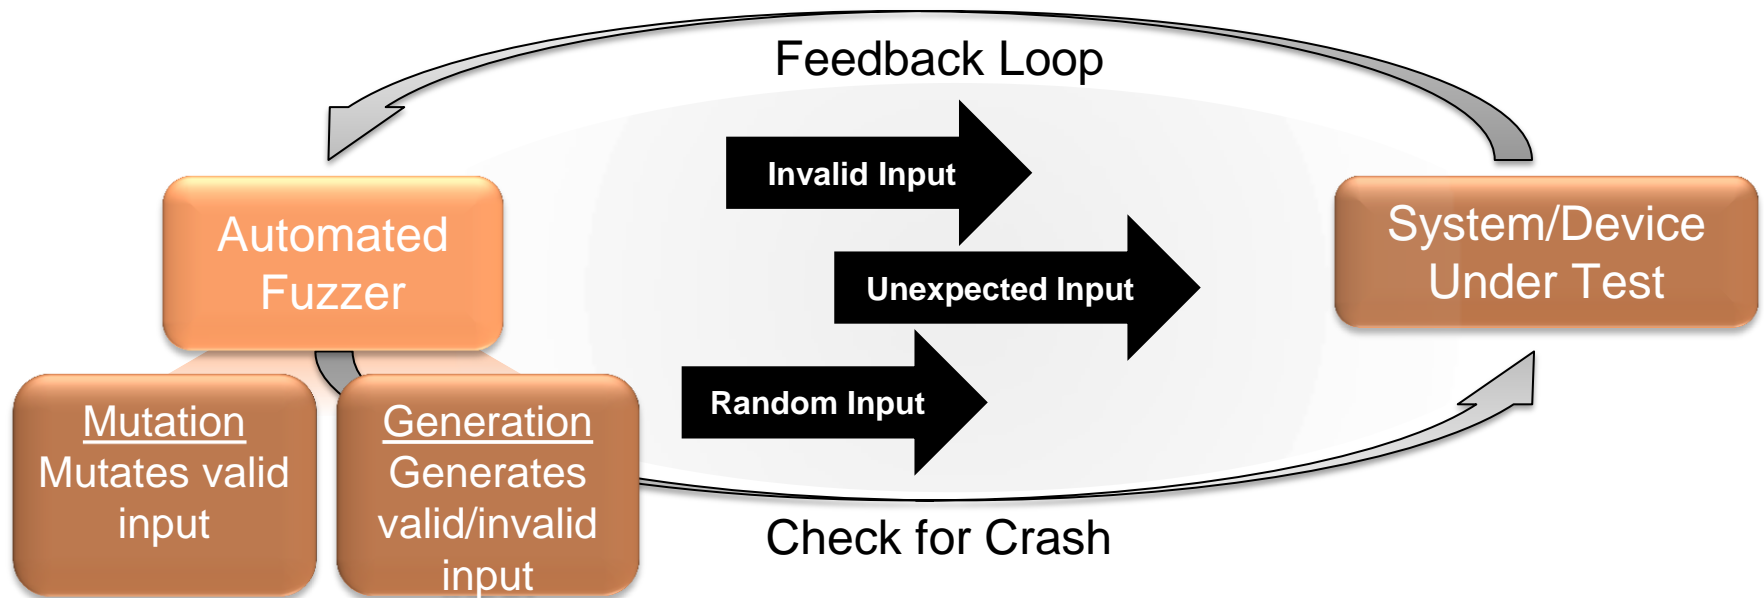 Feedback Loop
Invalid Input
Automated
Fuzzer
System/Device
Under Test
Unexpected Input
Random Input
Mutation
Mutates valid
input
Generation
Generates
valid/invalid
input
Check for Crash